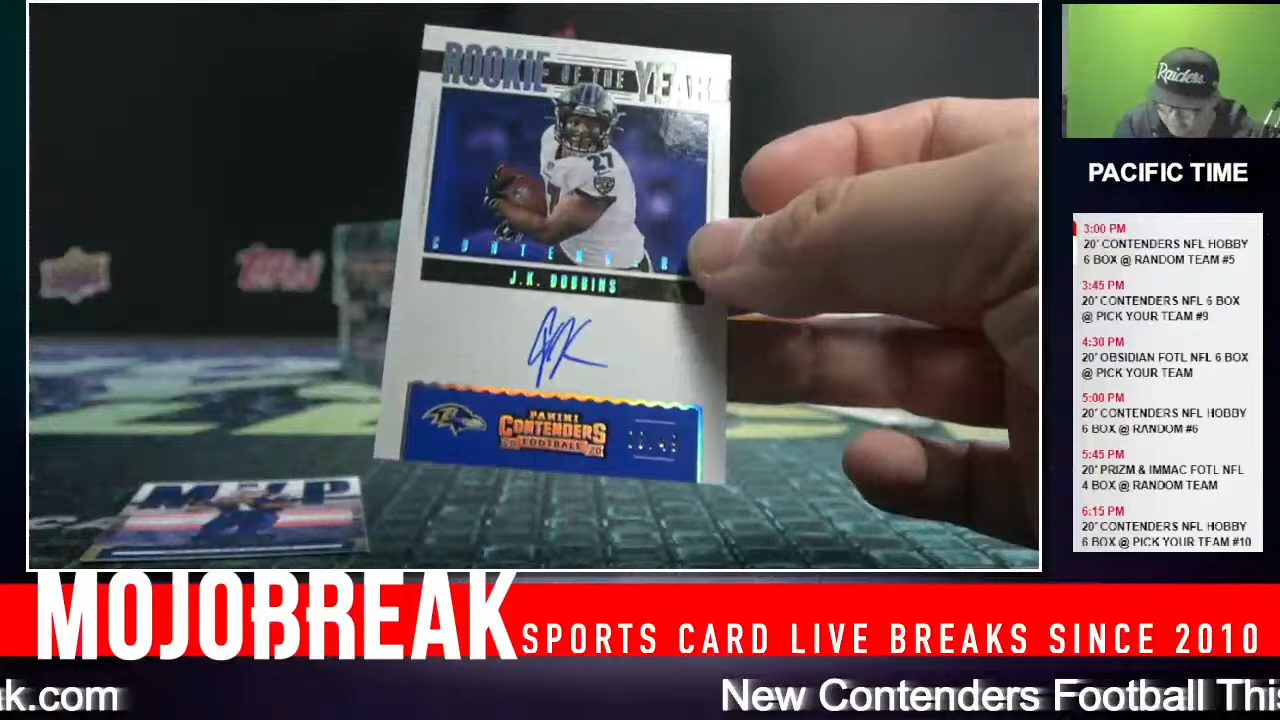 ROOKIE OF THE YEAR
27
CONTENDER
J.K. DOBBINS
PANINI
CONTENDERS
FOOTBALL
MVP
Topps
Raiders
PACIFIC TIME
3:00 PM
20' CONTENDERS NFL HOBBY
6 BOX @ RANDOM TEAM #5
3:45 PM
20' CONTENDERS NFL 6 BOX
@ PICK YOUR TEAM #9
4:30 PM
20' OBSIDIAN FOTL NFL 6 BOX
@ PICK YOUR TEAM
5:00 PM
20' CONTENDERS NFL HOBBY
6 BOX @ RANDOM #6
5:45 PM
20' PRIZM & IMMAC FOTL NFL
4 BOX @ RANDOM TEAM
6:15 PM
20' CONTENDERS NFL HOBBY
6 BOX @ PICK YOUR TEAM #10
MOJOBREAK
SPORTS CARD LIVE BREAKS SINCE 2010
ak.com
New Contenders Football This